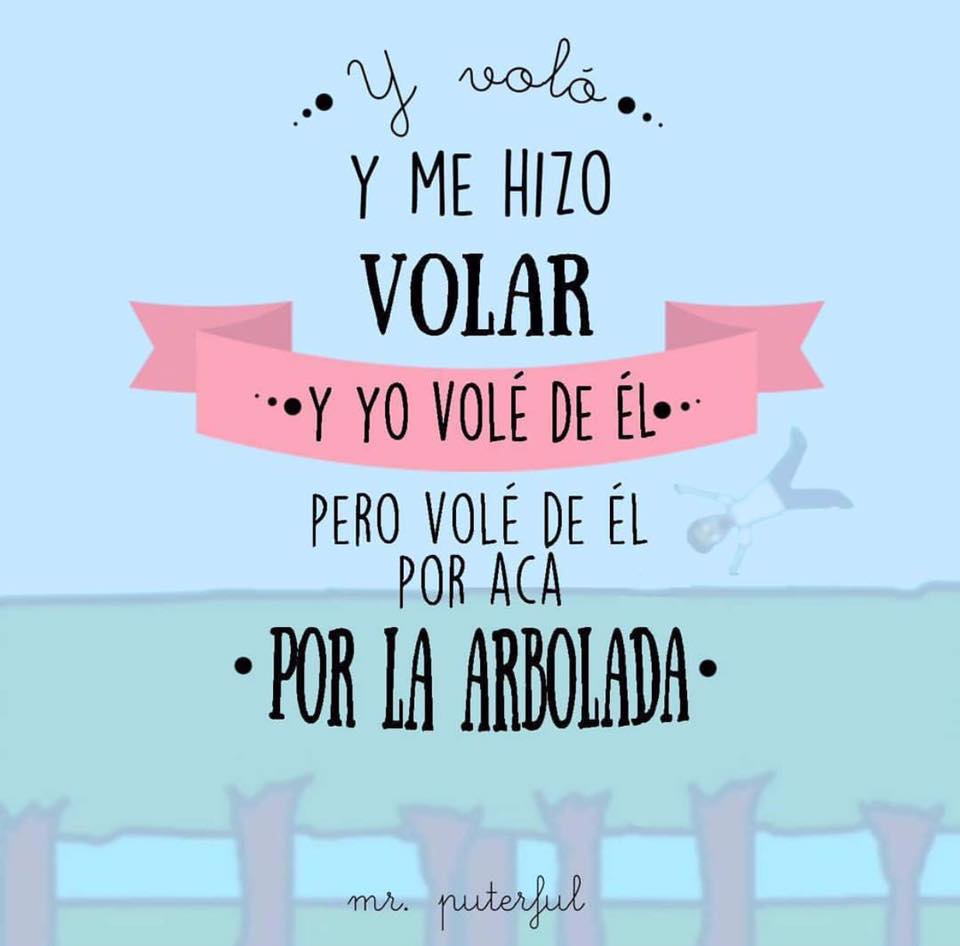 Y voló
Y ME HIZO
VOLAR
Y YO VOLÉ DE ÉL
PERO VOLÉ DE ÉL
POR ACÁ
POR LA ARBOLADA
mr. puterful